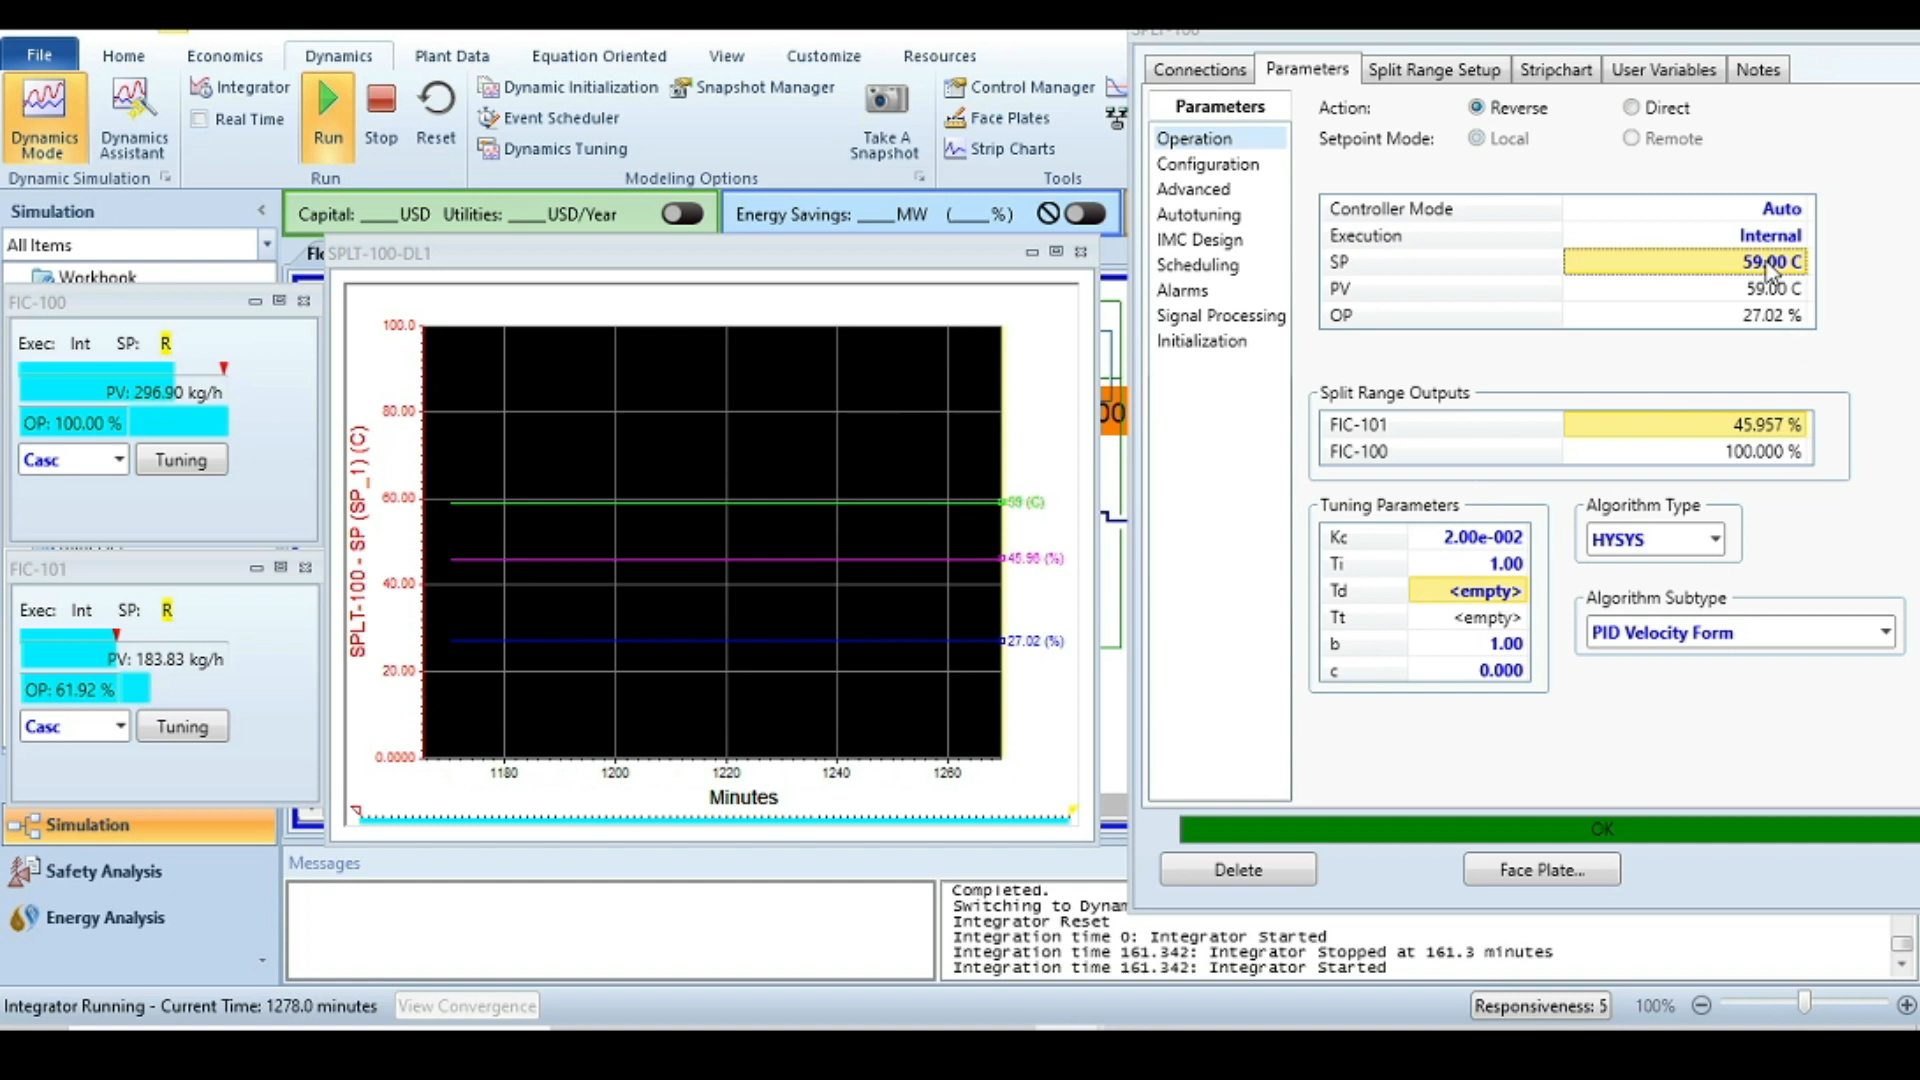 File Home Economics Dynamics Plant Data Equation Oriented View Customize Resources
Dynamics Mode
Dynamics Assistant
Integrator
Real Time
Run
Stop
Reset
Dynamic Initialization
Snapshot Manager
Event Scheduler
Dynamics Tuning
Take A Snapshot
Control Manager
Face Plates
Strip Charts
Dynamic Simulation Run Modeling Options Tools
Simulation
All Items
Workbook
Capital: ____USD Utilities: ____USD/Year
Energy Savings: ____MW (____%)
FIC-100
Exec: Int SP: R
PV: 296.90 kg/h
OP: 100.00 %
Casc Tuning
FIC-101
Exec: Int SP: R
PV: 183.83 kg/h
OP: 61.92 %
Casc Tuning
Simulation
Safety Analysis
Energy Analysis
SPLT-100-DL1
SPLT-100 - SP (SP_1) (C)
100.0
80.00
60.00
40.00
20.00
0.0000
59 (C)
45.96 (%)
27.02 (%)
1180 1200 1220 1240 1260
Minutes
Connections Parameters Split Range Setup Stripchart User Variables Notes
Parameters
Operation
Configuration
Advanced
Autotuning
IMC Design
Scheduling
Alarms
Signal Processing
Initialization
Action: Reverse Direct
Setpoint Mode: Local Remote
Controller Mode Auto
Execution Internal
SP 59.00 C
PV 59.00 C
OP 27.02 %
Split Range Outputs
FIC-101 45.957 %
FIC-100 100.000 %
Tuning Parameters
Kc 2.00e-002
Ti 1.00
Td <empty>
Tt <empty>
b 1.00
c 0.000
Algorithm Type
HYSYS
Algorithm Subtype
PID Velocity Form
OK
Delete Face Plate...
Messages
Completed.
Switching to Dynam
Integrator Reset
Integration time 0: Integrator Started
Integration time 161.342: Integrator Stopped at 161.3 minutes
Integration time 161.342: Integrator Started
Integrator Running - Current Time: 1278.0 minutes View Convergence Responsiveness: 5 100%